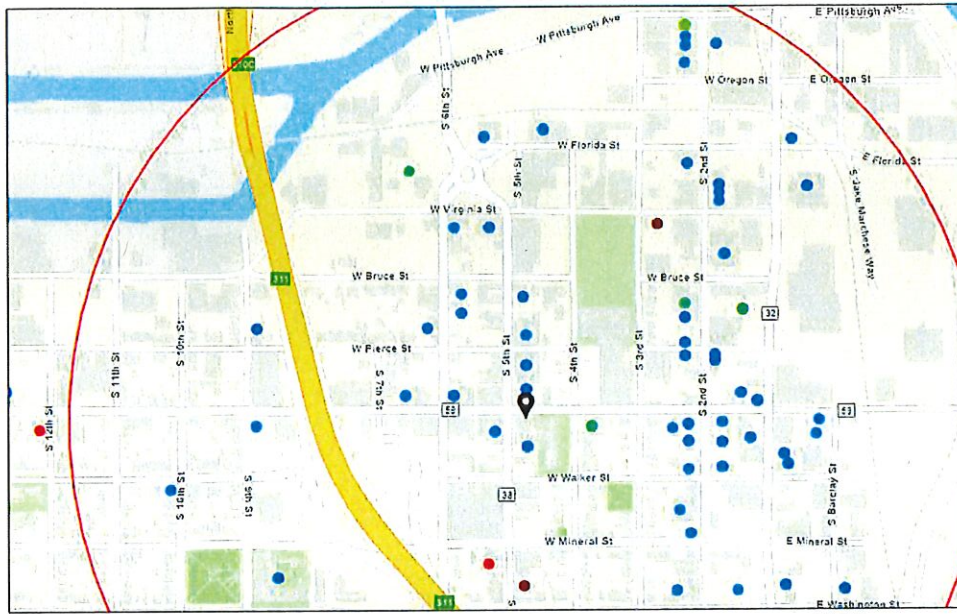 E Pittsburgh Ave
W Pittsburgh Ave
W Pittsburgh Ave
W Oregon St
E Oregon St
S 6th St
W Florida St
E Florida St
S 5th St
S 2nd St
S Jake Marchese Way
W Virginia St
W Bruce St
W Bruce St
311
32
S 10th St
S 11th St
W Pierce St
S 7th St
S 5th St
S 4th St
S 3rd St
S 2nd St
59
59
S 12th St
W Walker St
38
S 10th St
S 9th St
S Barclay St
W Mineral St
E Mineral St
311
S
E Washington St